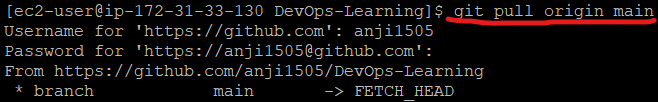 [ec2-user@ip-172-31-33-130 DevOps-Learning]$ git pull origin main
Username for 'https://github.com': anji1505
Password for 'https://anji1505@github.com':
From https://github.com/anji1505/DevOps-Learning
 * branch            main       -> FETCH_HEAD